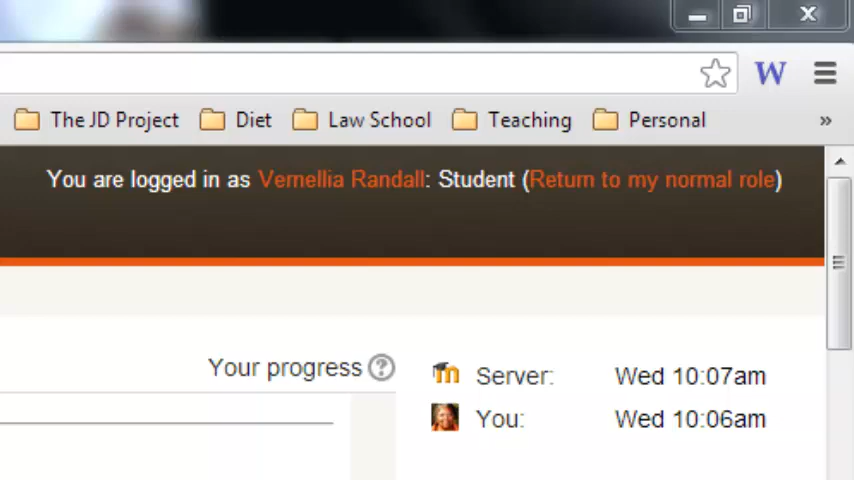 W
The JD Project Diet Law School Teaching Personal »
You are logged in as Vernellia Randall: Student (Return to my normal role)
Your progress ?
m Server: Wed 10:07am
You: Wed 10:06am